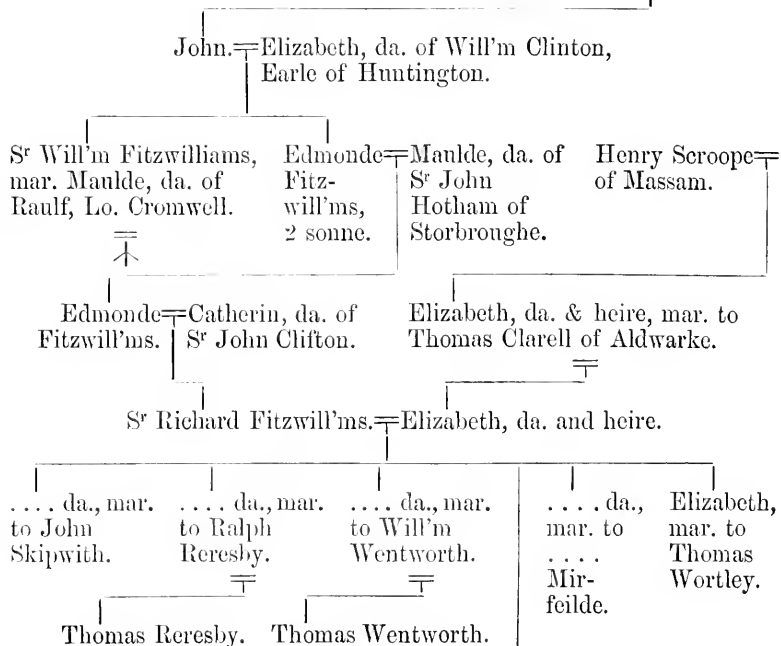 John. Elizabeth, da. of Will'm Clinton,
Earle of Huntington.
Sr Will'm Fitzwilliams,
mar. Maulde, da. of
Raulf, Lo. Cromwell.
Edmonde
Fitz-
will'ms,
2 sonne.
Maulde, da. of
Sr John
Hotham of
Storbroughe.
Henry Scroope
of Massam.
Edmonde
Fitzwill'ms.
Catherin, da. of
Sr John Clifton.
Elizabeth, da. & heire, mar. to
Thomas Clarell of Aldwarke.
Sr Richard Fitzwill'ms. Elizabeth, da. and heire.
.... da., mar.
to John
Skipwith.
.... da., mar.
to Ralph
Reresby.
.... da., mar.
to Will'm
Wentworth.
.... da.,
mar. to
....
Mir-
feilde.
Elizabeth,
mar. to
Thomas
Wortley.
Thomas Reresby. Thomas Wentworth.